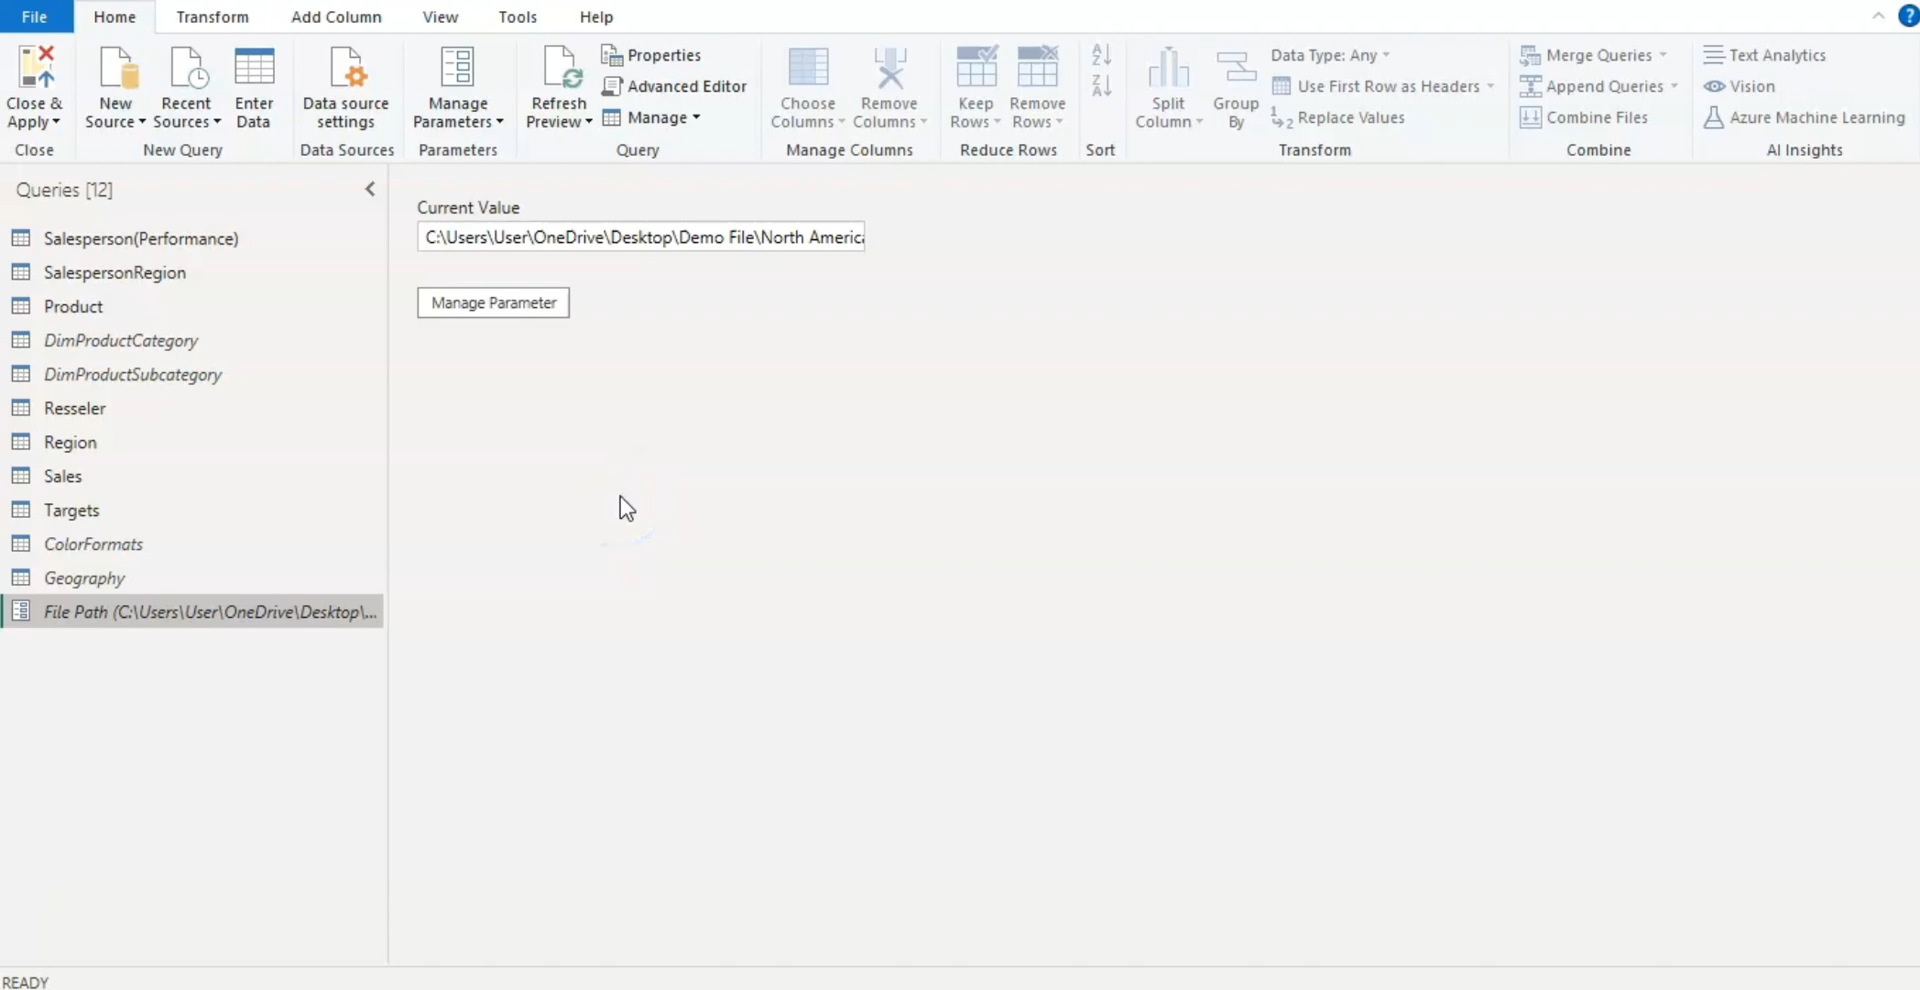 File Home Transform Add Column View Tools Help
Close & Apply
Close
New Source
Recent Sources
Enter Data
New Query
Data source settings
Data Sources
Manage Parameters
Parameters
Refresh Preview
Properties
Advanced Editor
Manage
Query
Choose Columns
Remove Columns
Manage Columns
Keep Rows
Remove Rows
Reduce Rows
A
Z
Z
A
Sort
Split Column
Group By
Data Type: Any
Use First Row as Headers
1
2 Replace Values
Transform
Merge Queries
Append Queries
Combine Files
Combine
Text Analytics
Vision
Azure Machine Learning
AI Insights
?
Queries [12]
Salesperson(Performance)
SalespersonRegion
Product
DimProductCategory
DimProductSubcategory
Resseler
Region
Sales
Targets
ColorFormats
Geography
File Path (C:\Users\User\OneDrive\Desktop\...
Current Value
C:\Users\User\OneDrive\Desktop\Demo File\North America
Manage Parameter
READY